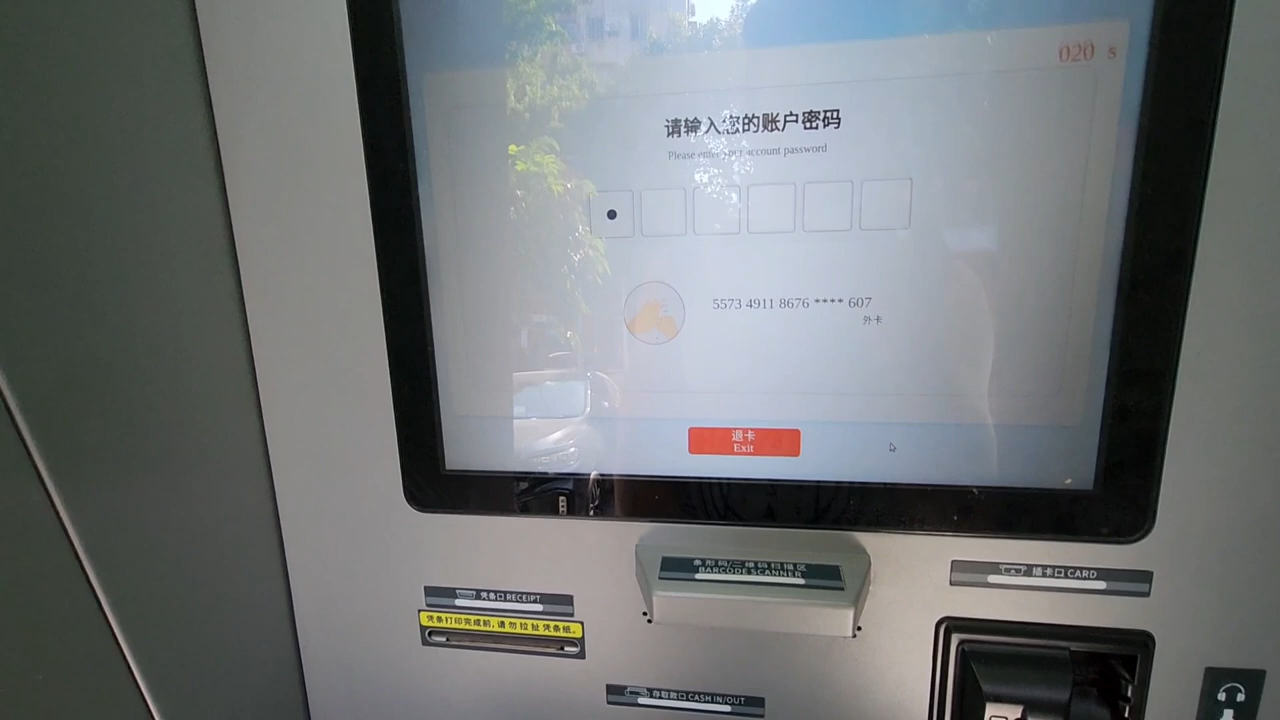 020 s
请输入您的账户密码
Please enter your account password
5573 4911 8676 **** 607
外卡
退卡
Exit
条形码/二维码扫描区
BARCODE SCANNER
插卡口 CARD
凭条口 RECEIPT
凭条打印完成前,请勿拉扯凭条纸。
存取款口 CASH IN/OUT